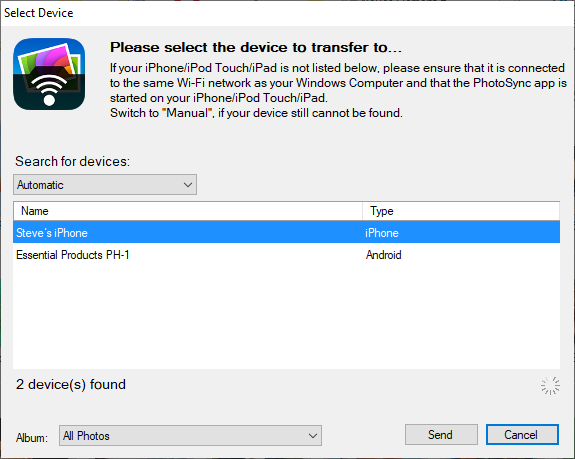 Select Device
Please select the device to transfer to...
If your iPhone/iPod Touch/iPad is not listed below, please ensure that it is connected
to the same Wi-Fi network as your Windows Computer and that the PhotoSync app is
started on your iPhone/iPod Touch/iPad.
Switch to "Manual", if your device still cannot be found.
Search for devices:
Automatic
Name Type
Steve's iPhone iPhone
Essential Products PH-1 Android
2 device(s) found
Album: All Photos Send Cancel